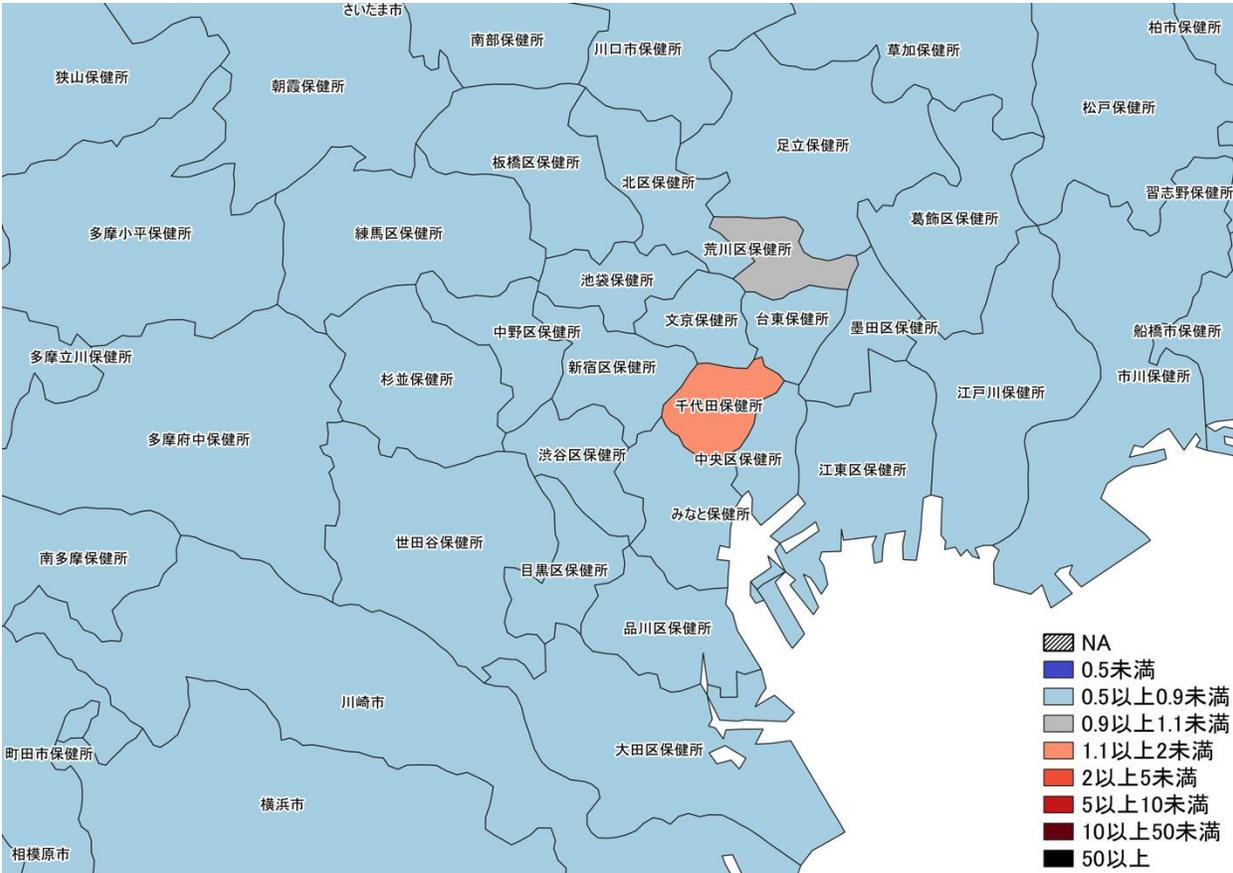 さいたま市
南部保健所
川口市保健所
草加保健所
柏市保健所
狭山保健所
朝霞保健所
松戸保健所
板橋区保健所
足立保健所
北区保健所
習志野保健所
多摩小平保健所
練馬区保健所
葛飾区保健所
荒川区保健所
池袋保健所
文京保健所
台東保健所
中野区保健所
墨田区保健所
船橋市保健所
多摩立川保健所
新宿区保健所
杉並保健所
市川保健所
江戸川保健所
千代田保健所
多摩府中保健所
渋谷区保健所
中央区保健所
江東区保健所
みなと保健所
世田谷保健所
南多摩保健所
目黒区保健所
品川区保健所
川崎市
大田区保健所
町田市保健所
横浜市
相模原市
NA
0.5未満
0.5以上0.9未満
0.9以上1.1未満
1.1以上2未満
2以上5未満
5以上10未満
10以上50未満
50以上